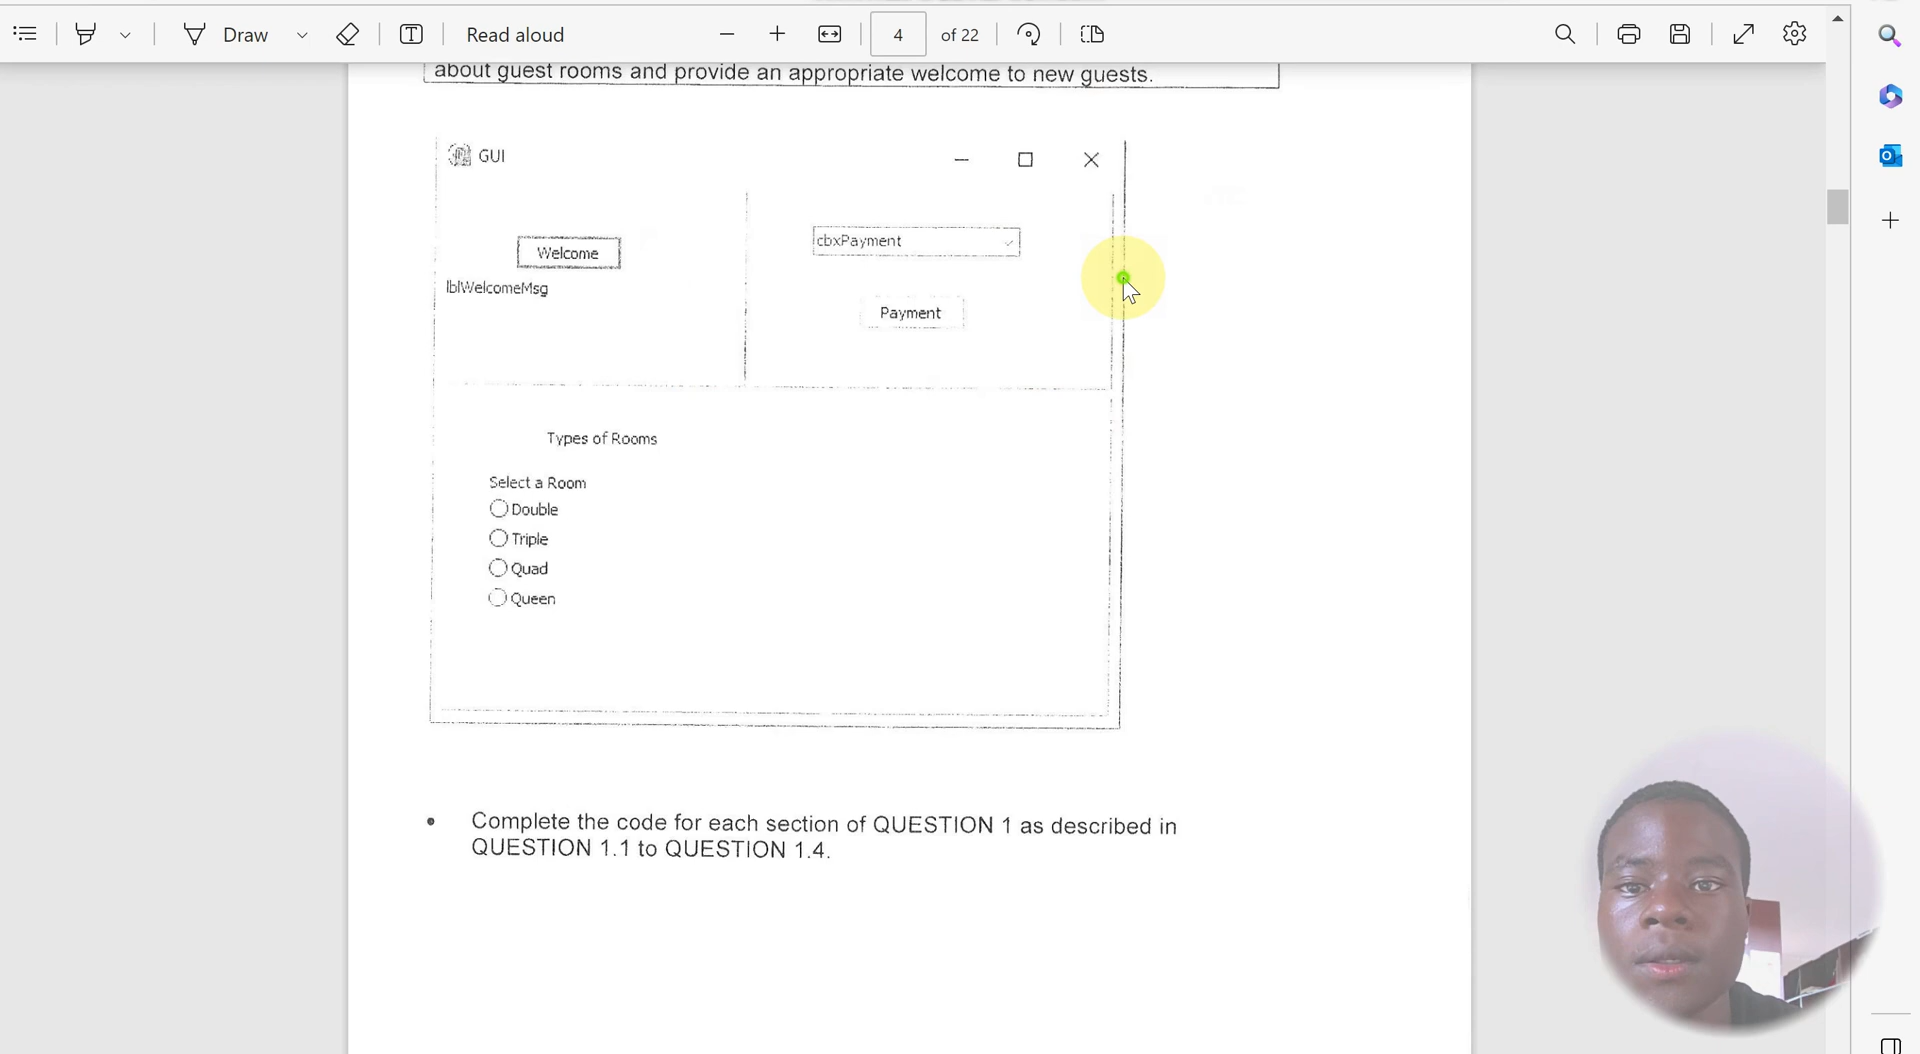 Draw
Read aloud
4 of 22
about guest rooms and provide an appropriate welcome to new guests.
GUI
Welcome
lblWelcomeMsg
cbxPayment
Payment
Types of Rooms
Select a Room
Double
Triple
Quad
Queen
• Complete the code for each section of QUESTION 1 as described in
QUESTION 1.1 to QUESTION 1.4.